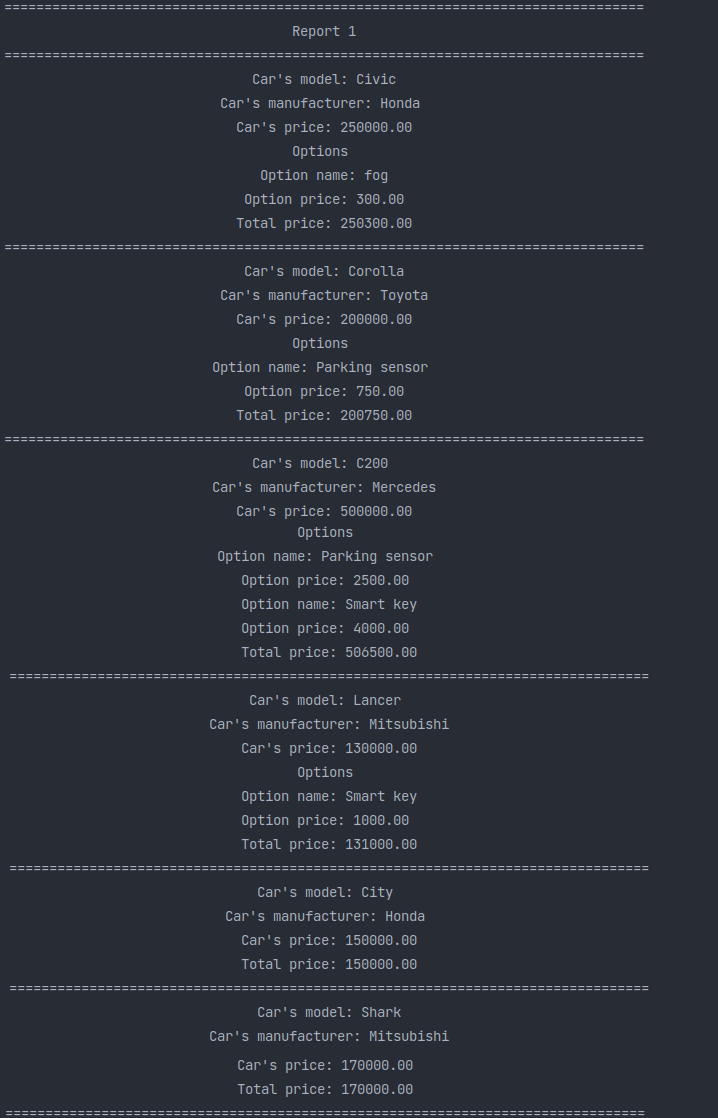 ================================================================================
Report 1
================================================================================
Car's model: Civic
Car's manufacturer: Honda
Car's price: 250000.00
Options
Option name: fog
Option price: 300.00
Total price: 250300.00
================================================================================
Car's model: Corolla
Car's manufacturer: Toyota
Car's price: 200000.00
Options
Option name: Parking sensor
Option price: 750.00
Total price: 200750.00
================================================================================
Car's model: C200
Car's manufacturer: Mercedes
Car's price: 500000.00
Options
Option name: Parking sensor
Option price: 2500.00
Option name: Smart key
Option price: 4000.00
Total price: 506500.00
================================================================================
Car's model: Lancer
Car's manufacturer: Mitsubishi
Car's price: 130000.00
Options
Option name: Smart key
Option price: 1000.00
Total price: 131000.00
================================================================================
Car's model: City
Car's manufacturer: Honda
Car's price: 150000.00
Total price: 150000.00
================================================================================
Car's model: Shark
Car's manufacturer: Mitsubishi
Car's price: 170000.00
Total price: 170000.00
================================================================================